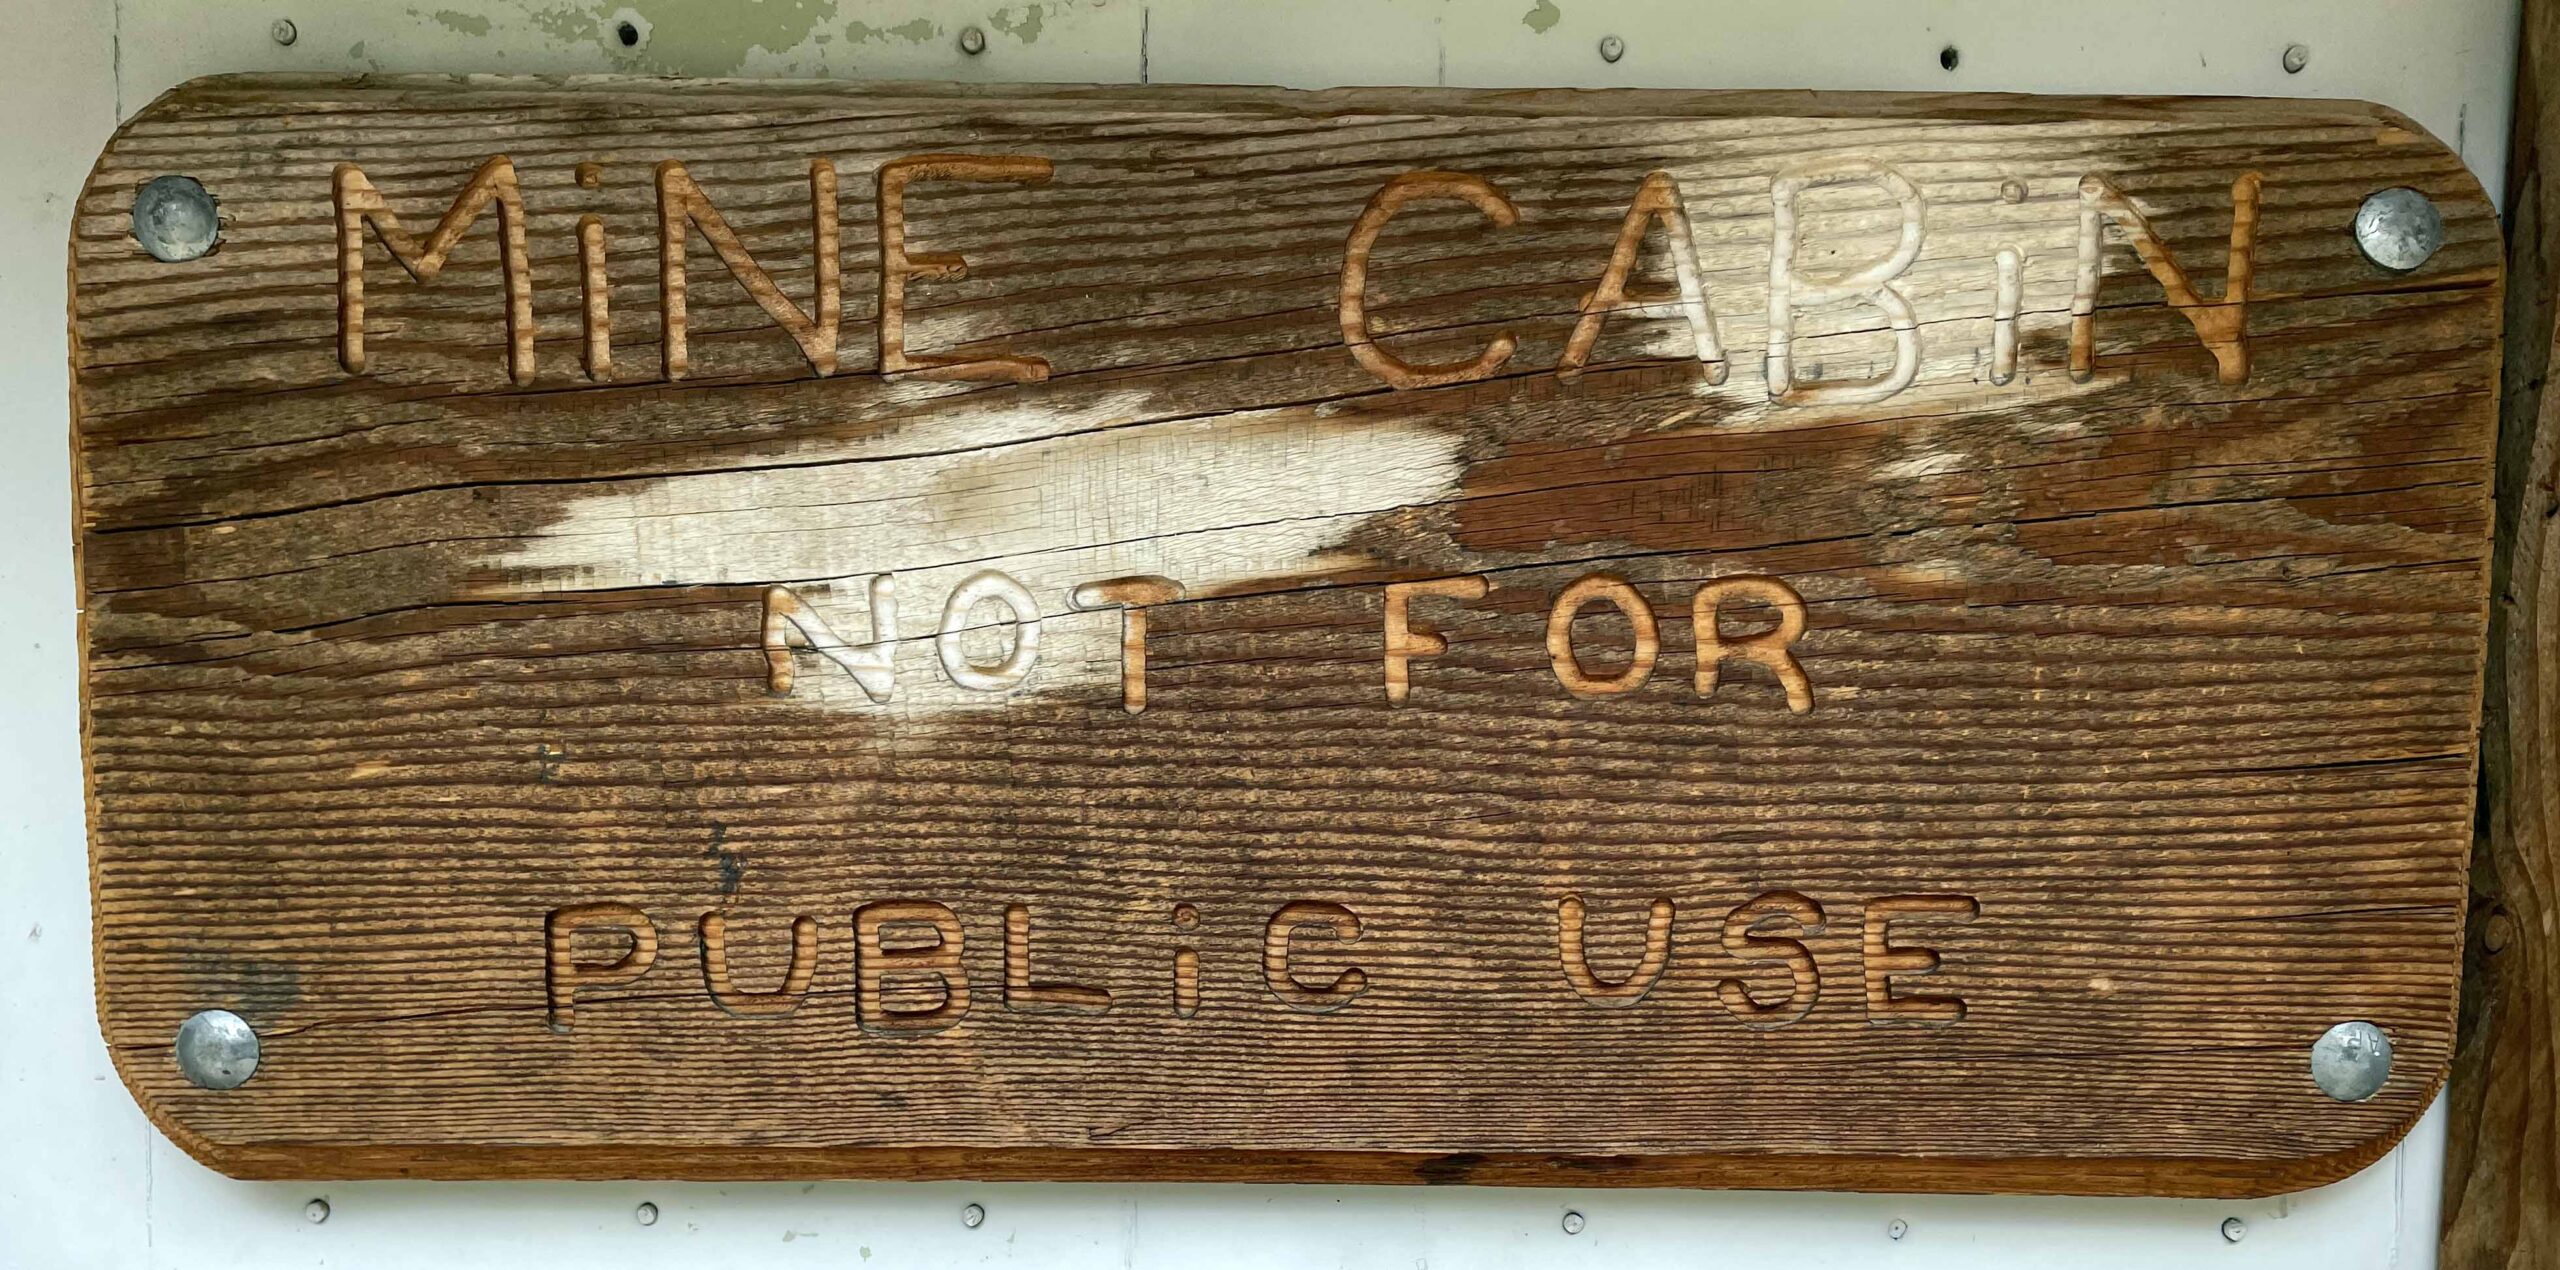 MiNE CABiN
NOT FOR
PUBLiC USE